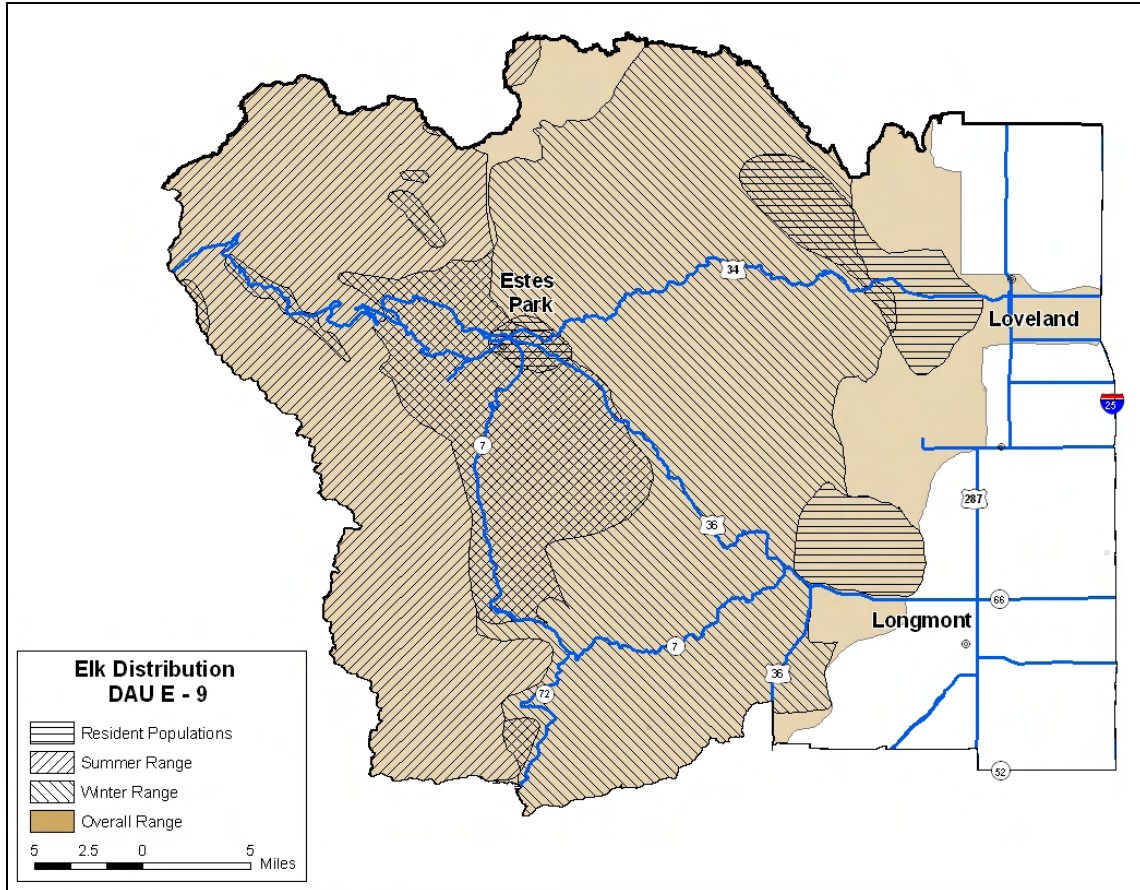 34
Estes
Park
Loveland
25
7
287
36
66
Longmont
7
36
72
52
Elk Distribution
DAU E - 9
Resident Populations
Summer Range
Winter Range
Overall Range
5 2.5 0 5
Miles